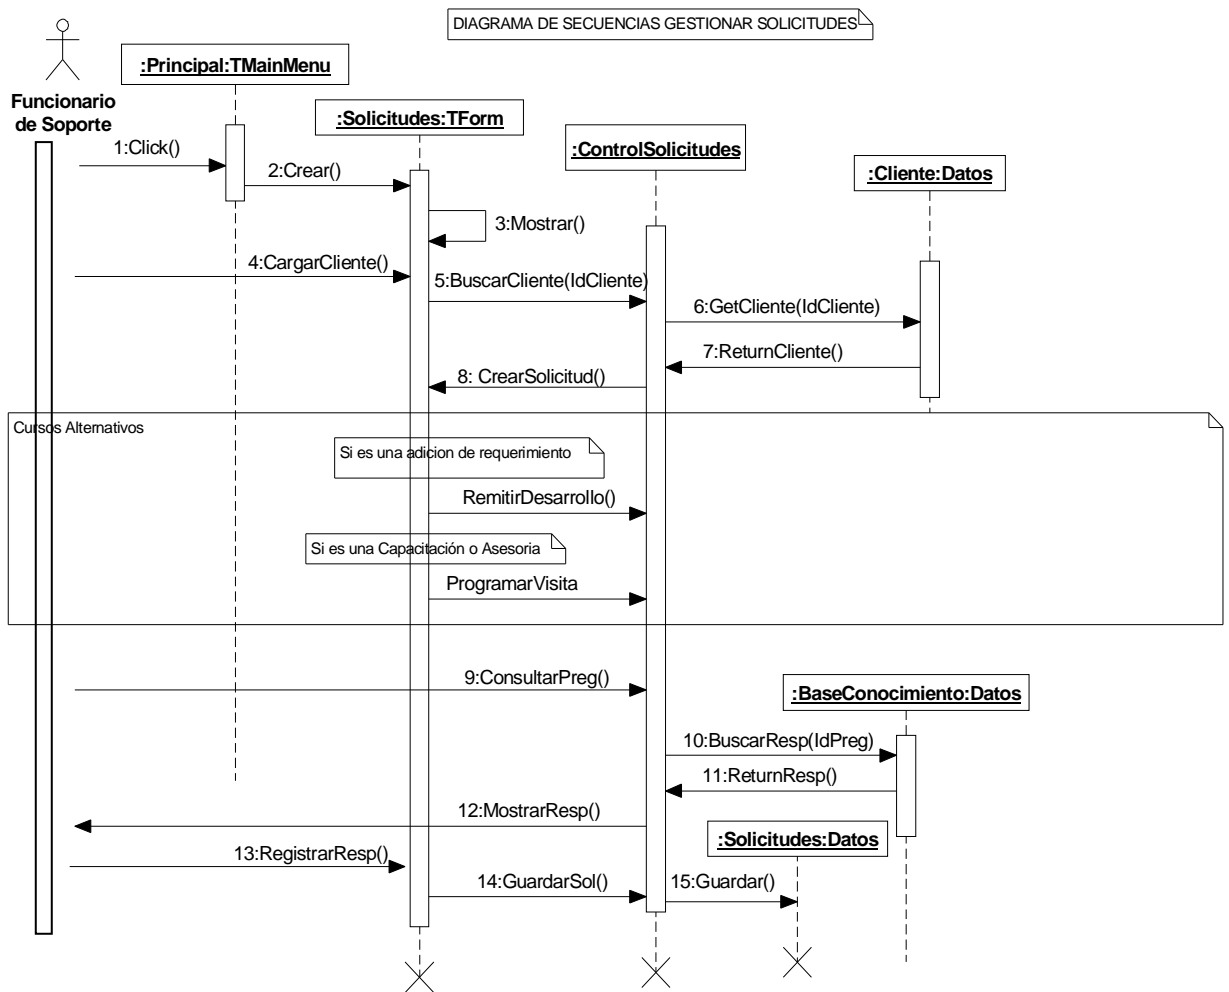 DIAGRAMA DE SECUENCIAS GESTIONAR SOLICITUDES
:Principal:TMainMenu
Funcionario
de Soporte
:Solicitudes:TForm
:ControlSolicitudes
:Cliente:Datos
1:Click()
2:Crear()
3:Mostrar()
4:CargarCliente()
5:BuscarCliente(IdCliente)
6:GetCliente(IdCliente)
7:ReturnCliente()
8: CrearSolicitud()
Cursos Alternativos
Si es una adicion de requerimiento
RemitirDesarrollo()
Si es una Capacitación o Asesoria
ProgramarVisita
9:ConsultarPreg()
:BaseConocimiento:Datos
10:BuscarResp(IdPreg)
11:ReturnResp()
12:MostrarResp()
:Solicitudes:Datos
13:RegistrarResp()
14:GuardarSol()
15:Guardar()